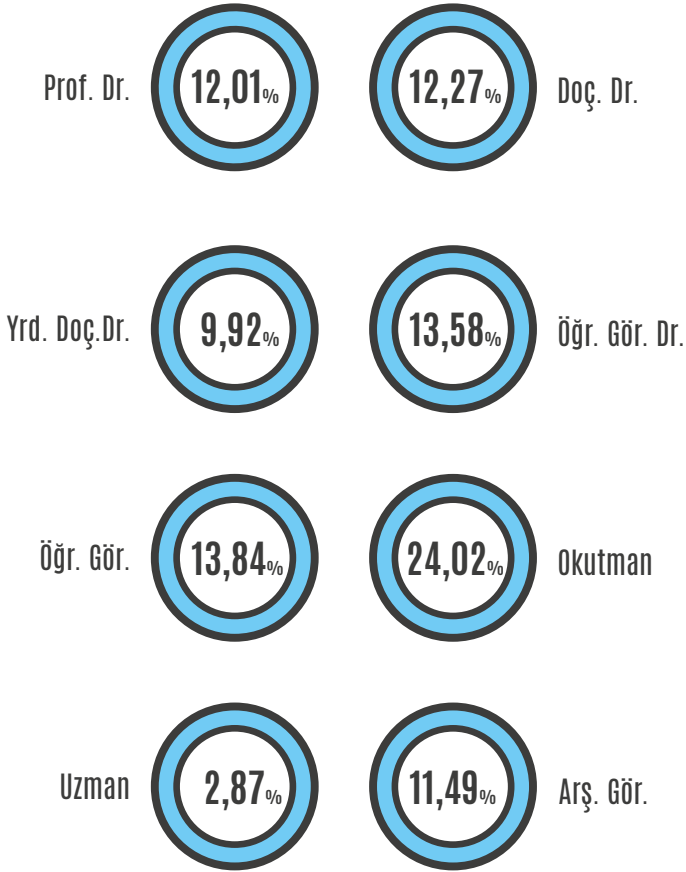 Prof. Dr. 12,01%
12,27% Doç. Dr.
Yrd. Doç.Dr. 9,92%
13,58% Öğr. Gör. Dr.
Öğr. Gör. 13,84%
24,02% Okutman
Uzman 2,87%
11,49% Arş. Gör.